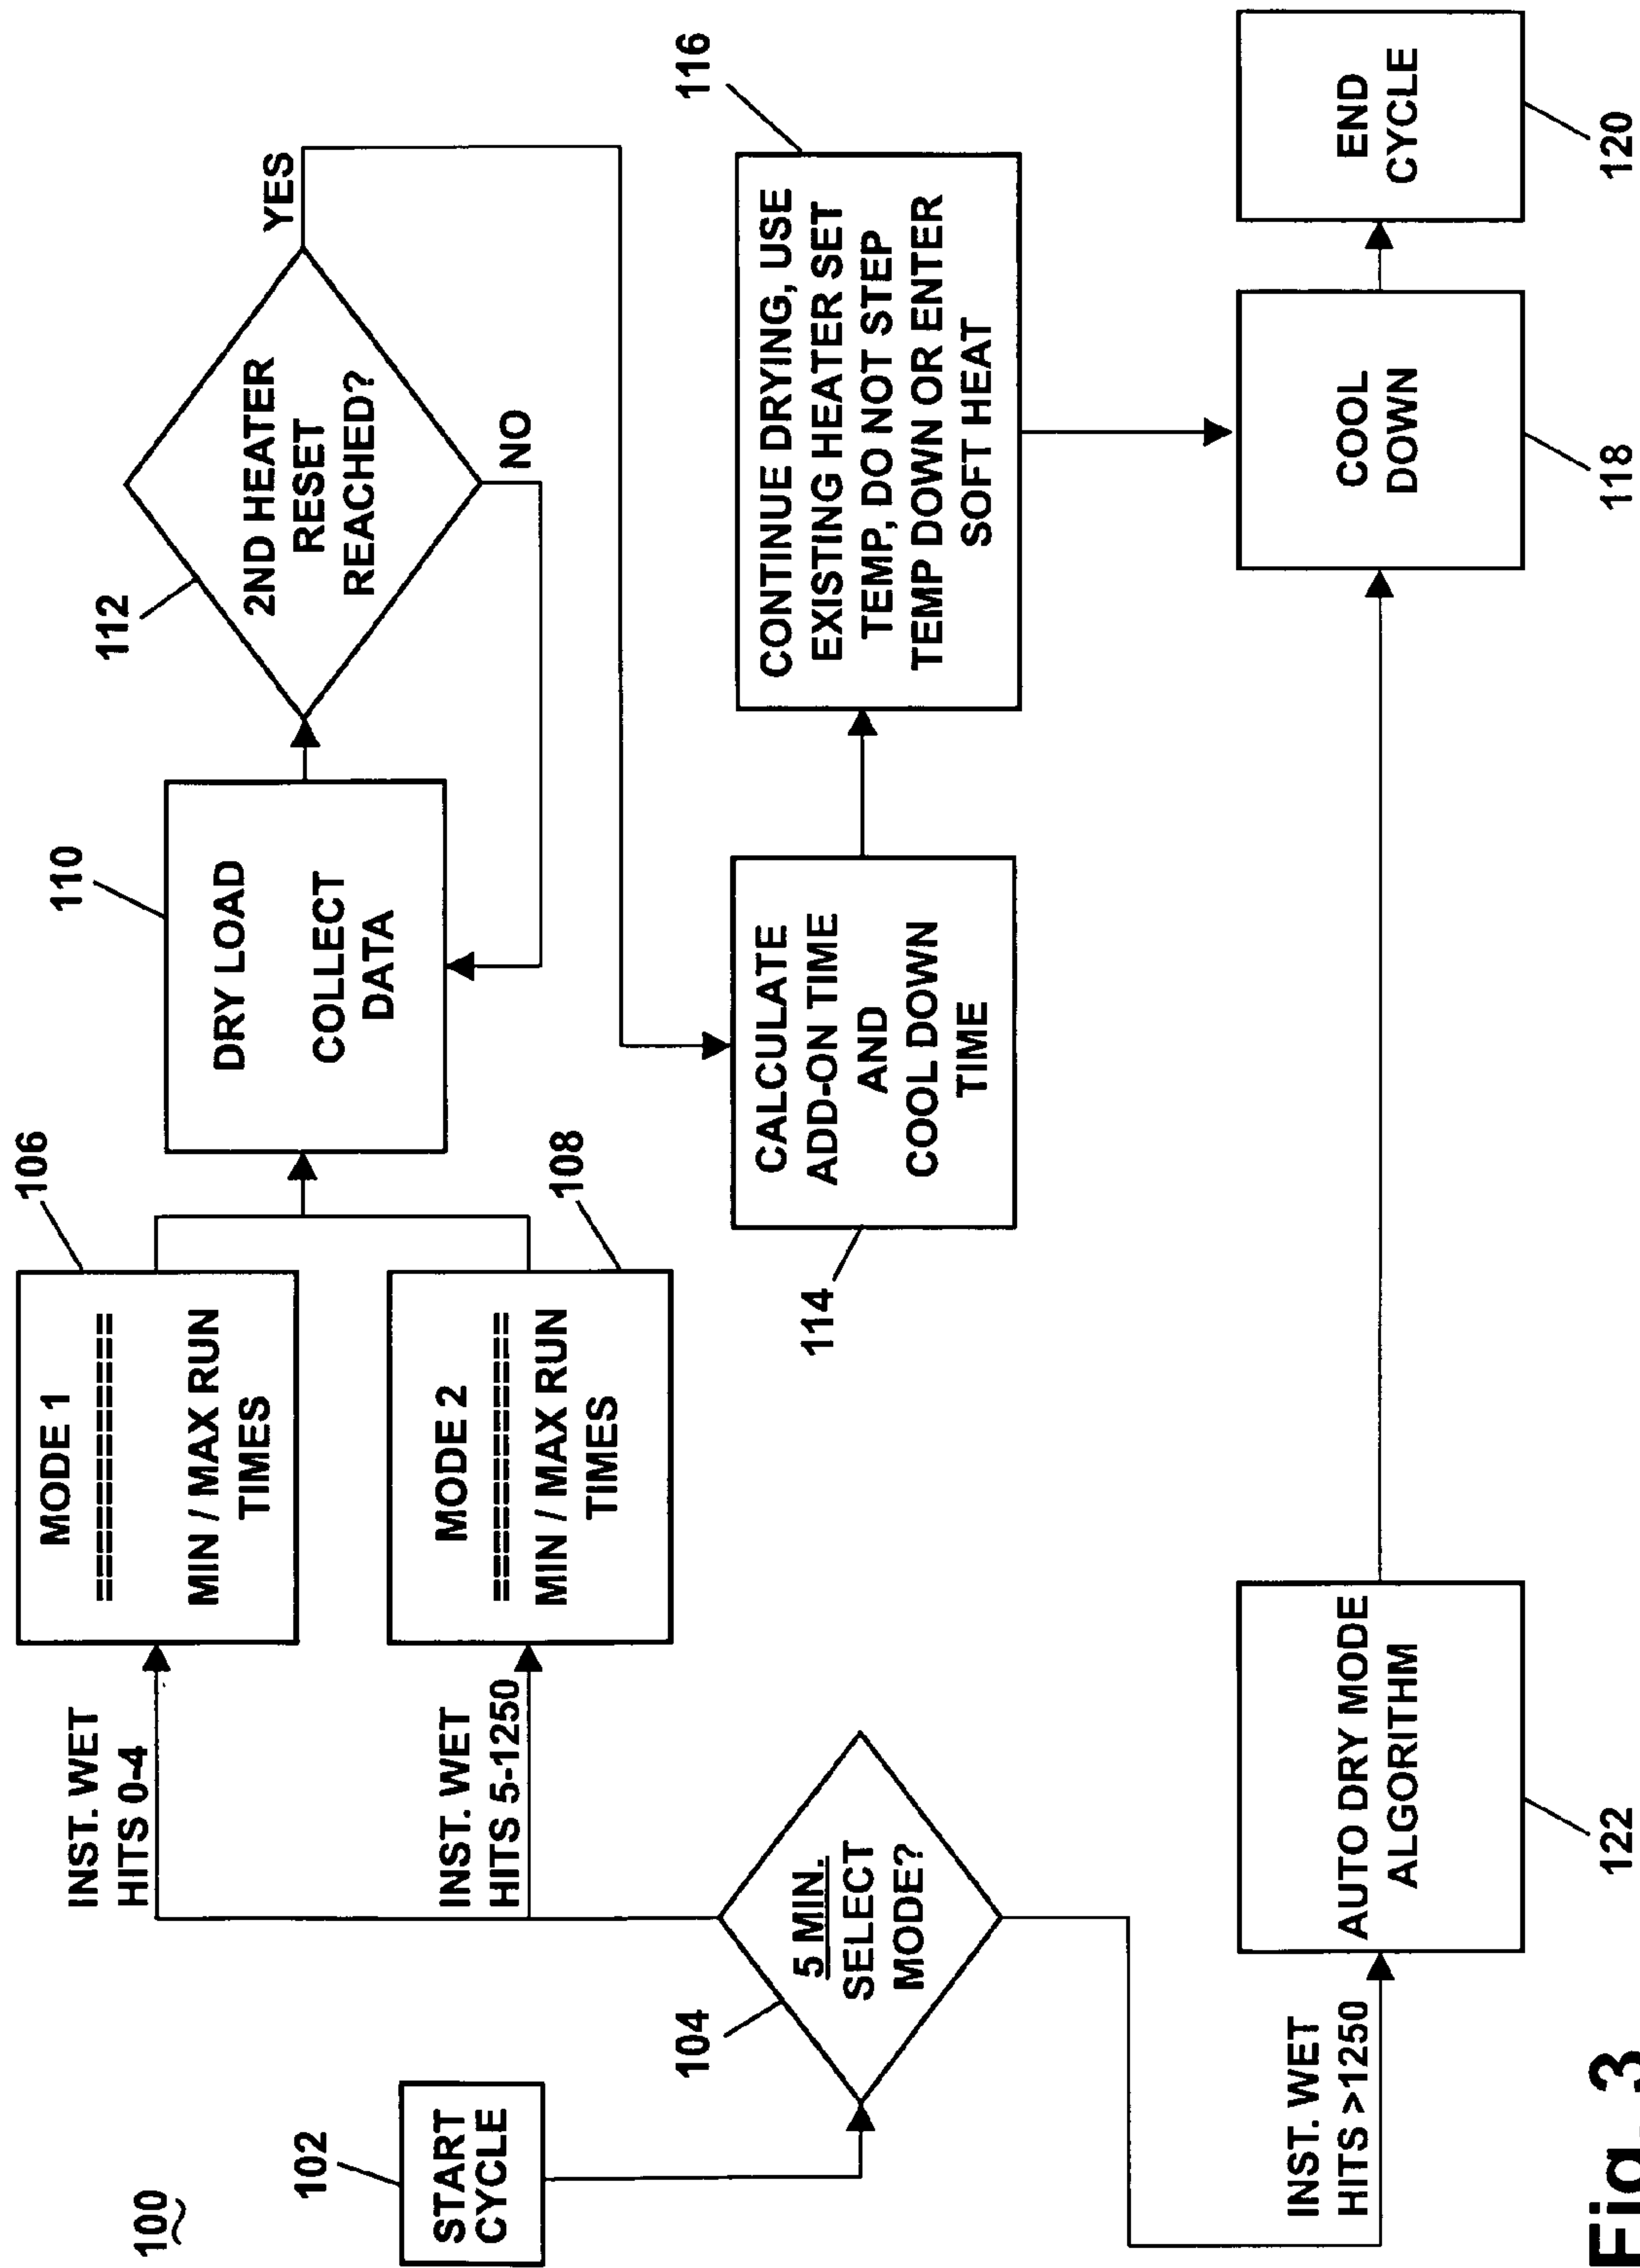 100
102
START
CYCLE
104
5 MIN.
SELECT
MODE?
INST. WET
HITS 0-4
INST. WET
HITS 5-1250
INST. WET
HITS >1250
106
MODE 1
================
MIN / MAX RUN
TIMES
108
MODE 2
================
MIN / MAX RUN
TIMES
110
DRY LOAD
COLLECT
DATA
112
2ND HEATER
RESET
REACHED?
YES
NO
114
CALCULATE
ADD-ON TIME
AND
COOL DOWN
TIME
116
CONTINUE DRYING, USE
EXISTING HEATER SET
TEMP, DO NOT STEP
TEMP DOWN OR ENTER
SOFT HEAT
122
AUTO DRY MODE
ALGORITHM
118
COOL
DOWN
120
END
CYCLE
Fig. 3